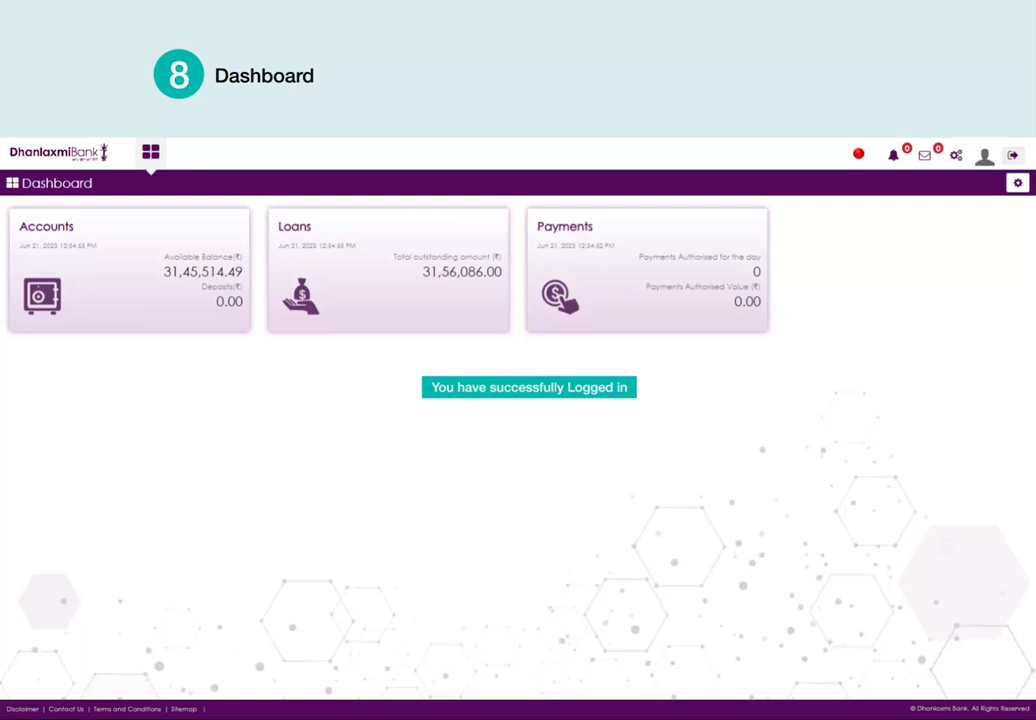 8 Dashboard
DhanlaxmiBank
0 0
Dashboard
Accounts
Jun 21, 2023 12:54:55 PM
Available Balance(₹)
31,45,514.49
Deposits(₹)
0.00
Loans
Jun 21, 2023 12:54:55 PM
Total outstanding amount (₹)
31,56,086.00
Payments
Jun 21, 2023 12:54:52 PM
Payments Authorised for the day
0
Payments Authorised Value (₹)
0.00
You have successfully Logged in
Disclaimer | Contact Us | Terms and Conditions | Sitemap |
© Dhanlaxmi Bank, All Rights Reserved